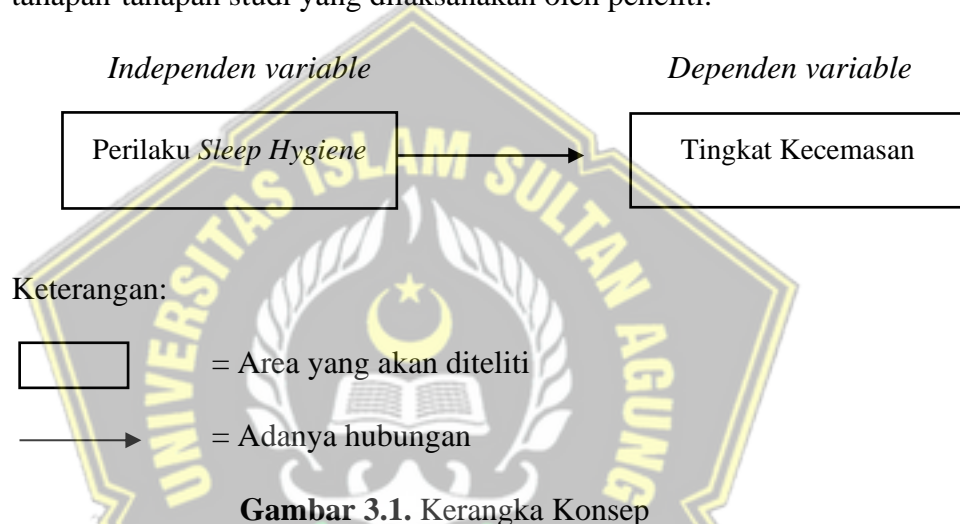 tahapan-tahapan studi yang dilaksanakan oleh peneliti.
Independen variable
Dependen variable
Perilaku Sleep Hygiene
Tingkat Kecemasan
UNIVERSITAS ISLAM SULTAN AGUNG
Keterangan:
= Area yang akan diteliti
= Adanya hubungan
Gambar 3.1. Kerangka Konsep